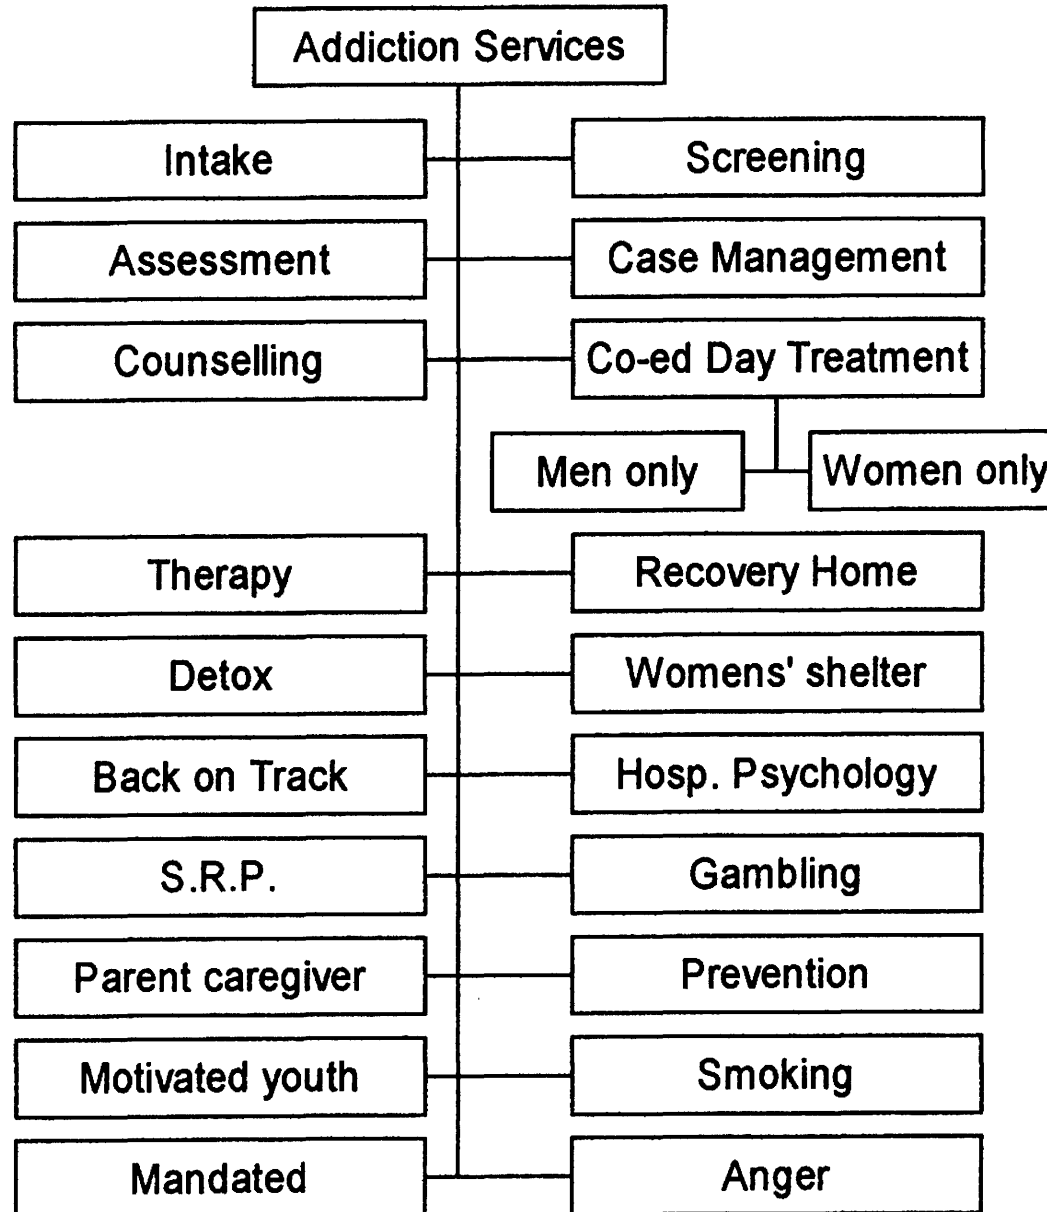 Addiction Services
Intake
Screening
Assessment
Case Management
Counselling
Co-ed Day Treatment
Men only
Women only
Therapy
Recovery Home
Detox
Womens' shelter
Back on Track
Hosp. Psychology
S.R.P.
Gambling
Parent caregiver
Prevention
Motivated youth
Smoking
Mandated
Anger